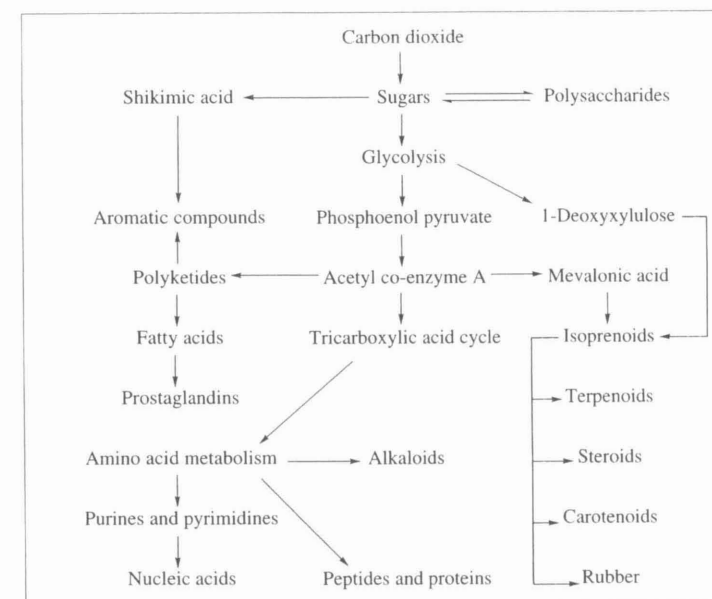 Carbon dioxide
Shikimic acid Sugars Polysaccharides
Glycolysis
Aromatic compounds Phosphoenol pyruvate 1-Deoxyxylulose
Polyketides Acetyl co-enzyme A Mevalonic acid
Fatty acids Tricarboxylic acid cycle Isoprenoids
Prostaglandins Terpenoids
Amino acid metabolism Alkaloids Steroids
Purines and pyrimidines Carotenoids
Nucleic acids Peptides and proteins Rubber